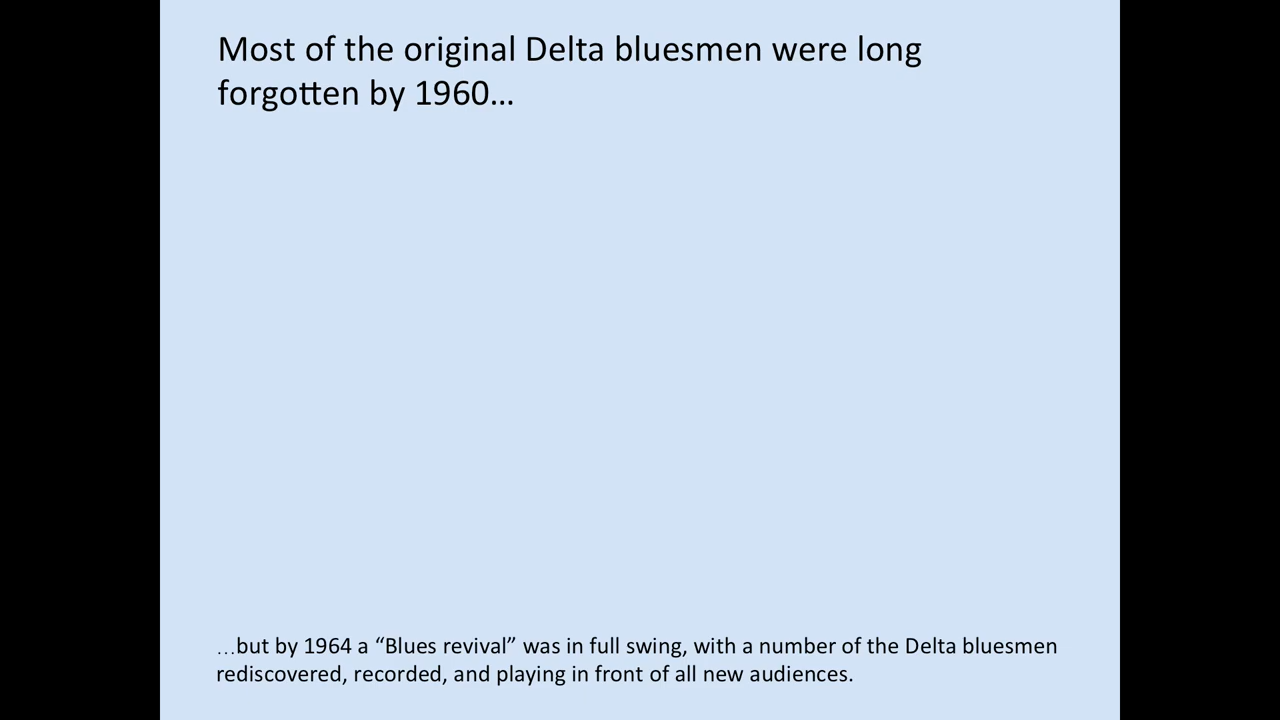 Most of the original Delta bluesmen were long
forgotten by 1960…
…but by 1964 a “Blues revival” was in full swing, with a number of the Delta bluesmen
rediscovered, recorded, and playing in front of all new audiences.